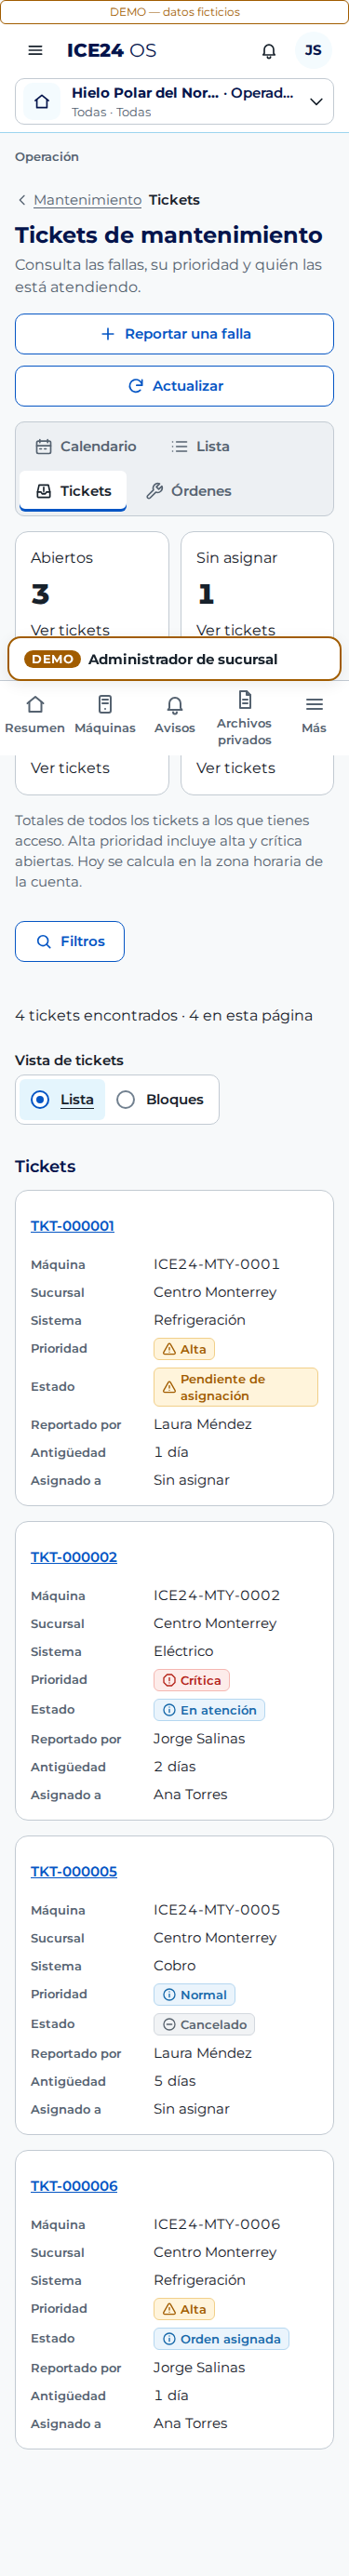 DEMO — datos ficticios
ICE24 OS
JS
Hielo Polar del Nor... · Operad...
Todas · Todas
Operación
Mantenimiento Tickets
Tickets de mantenimiento
Consulta las fallas, su prioridad y quién las
está atendiendo.
Reportar una falla
Actualizar
Calendario Lista
Tickets Órdenes
Abiertos Sin asignar
3 1
Ver tickets Ver tickets
DEMO Administrador de sucursal
Resumen Máquinas Avisos Archivos privados Más
Ver tickets Ver tickets
Totales de todos los tickets a los que tienes
acceso. Alta prioridad incluye alta y crítica
abiertas. Hoy se calcula en la zona horaria de
la cuenta.
Filtros
4 tickets encontrados · 4 en esta página
Vista de tickets
Lista Bloques
Tickets
TKT-000001
Máquina ICE24-MTY-0001
Sucursal Centro Monterrey
Sistema Refrigeración
Prioridad Alta
Estado Pendiente de asignación
Reportado por Laura Méndez
Antigüedad 1 día
Asignado a Sin asignar
TKT-000002
Máquina ICE24-MTY-0002
Sucursal Centro Monterrey
Sistema Eléctrico
Prioridad Crítica
Estado En atención
Reportado por Jorge Salinas
Antigüedad 2 días
Asignado a Ana Torres
TKT-000005
Máquina ICE24-MTY-0005
Sucursal Centro Monterrey
Sistema Cobro
Prioridad Normal
Estado Cancelado
Reportado por Laura Méndez
Antigüedad 5 días
Asignado a Sin asignar
TKT-000006
Máquina ICE24-MTY-0006
Sucursal Centro Monterrey
Sistema Refrigeración
Prioridad Alta
Estado Orden asignada
Reportado por Jorge Salinas
Antigüedad 1 día
Asignado a Ana Torres